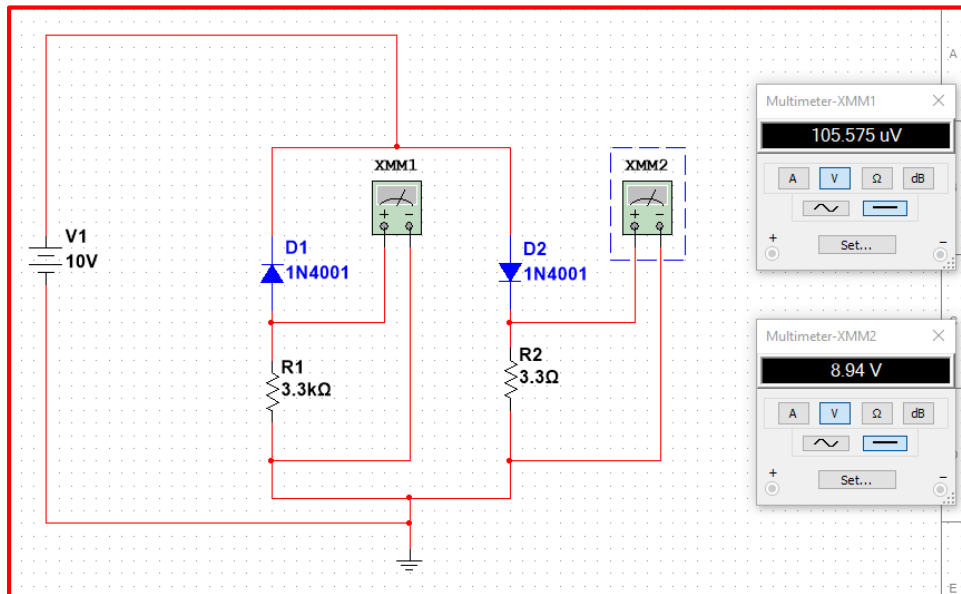 A
XMM1
XMM2
V1
10V
D1
1N4001
D2
1N4001
R1
3.3kΩ
R2
3.3Ω
+ −
+ −
Multimeter-XMM1
105.575 uV
A V Ω dB
+ Set... −
Multimeter-XMM2
8.94 V
A V Ω dB
+ Set... −
E